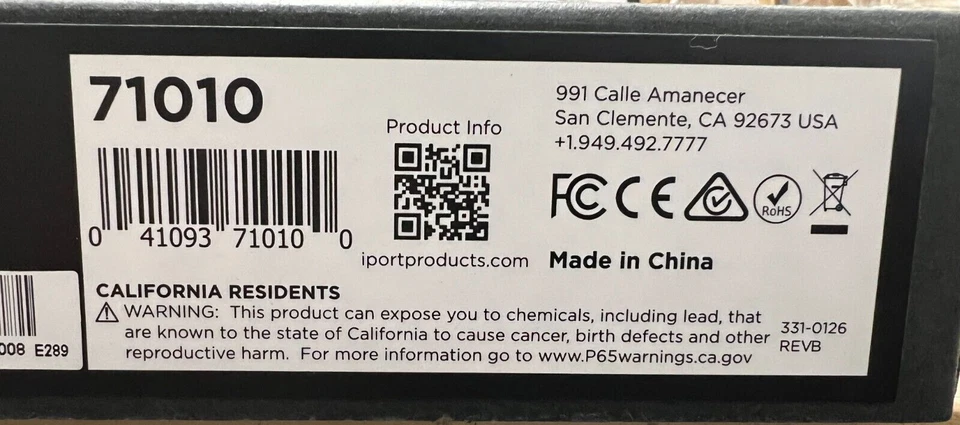 71010
0 41093 71010 0
Product Info
iportproducts.com
991 Calle Amanecer
San Clemente, CA 92673 USA
+1.949.492.7777
FC CE
RoHS
Made in China
CALIFORNIA RESIDENTS
WARNING: This product can expose you to chemicals, including lead, that
are known to the state of California to cause cancer, birth defects and other
reproductive harm. For more information go to www.P65warnings.ca.gov
331-0126
REVB
008 E289